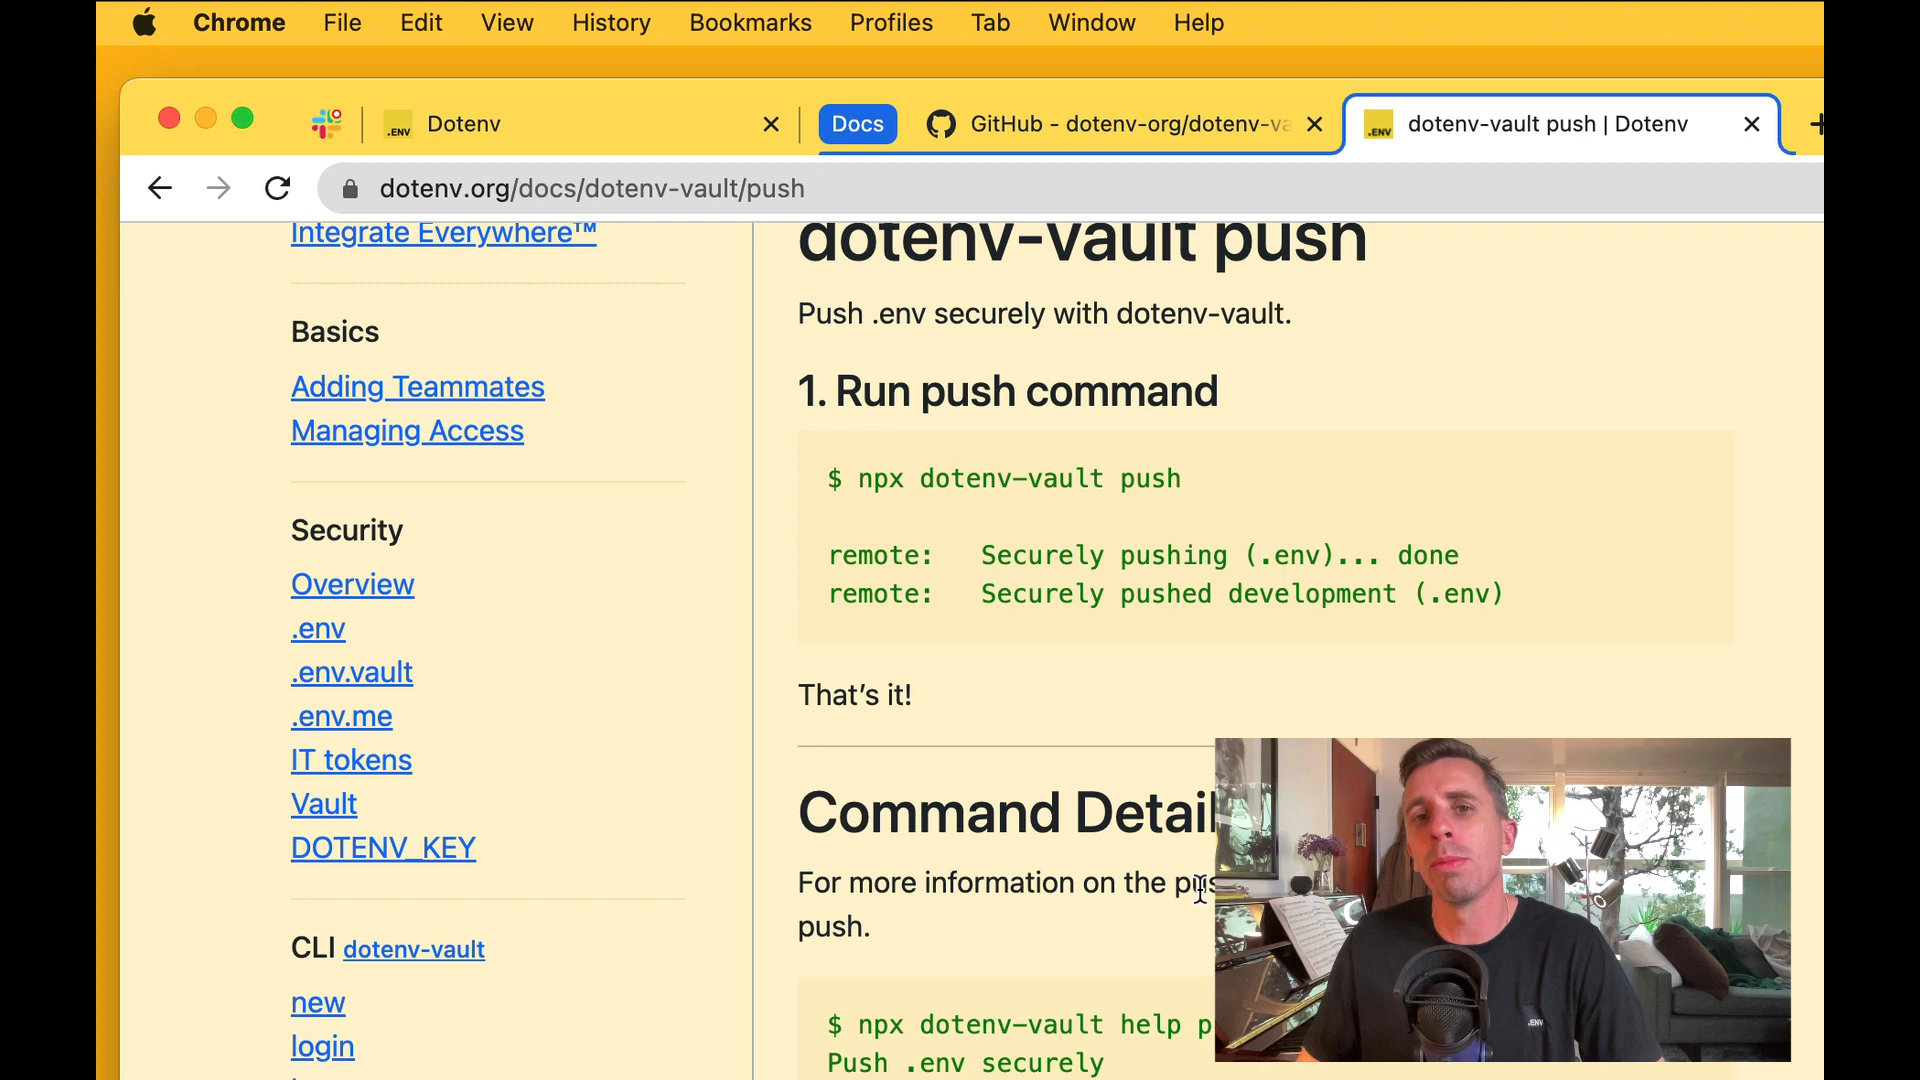 Chrome File Edit View History Bookmarks Profiles Tab Window Help
.ENV Dotenv Docs GitHub - dotenv-org/dotenv-va .ENV dotenv-vault push | Dotenv
dotenv.org/docs/dotenv-vault/push
Integrate Everywhere™
Basics
Adding Teammates
Managing Access
Security
Overview
.env
.env.vault
.env.me
IT tokens
Vault
DOTENV_KEY
CLI dotenv-vault
new
login
dotenv-vault push
Push .env securely with dotenv-vault.
1. Run push command
$ npx dotenv-vault push
remote: Securely pushing (.env)... done
remote: Securely pushed development (.env)
That's it!
Command Detail
For more information on the pus
push.
$ npx dotenv-vault help p
Push .env securely
.ENV